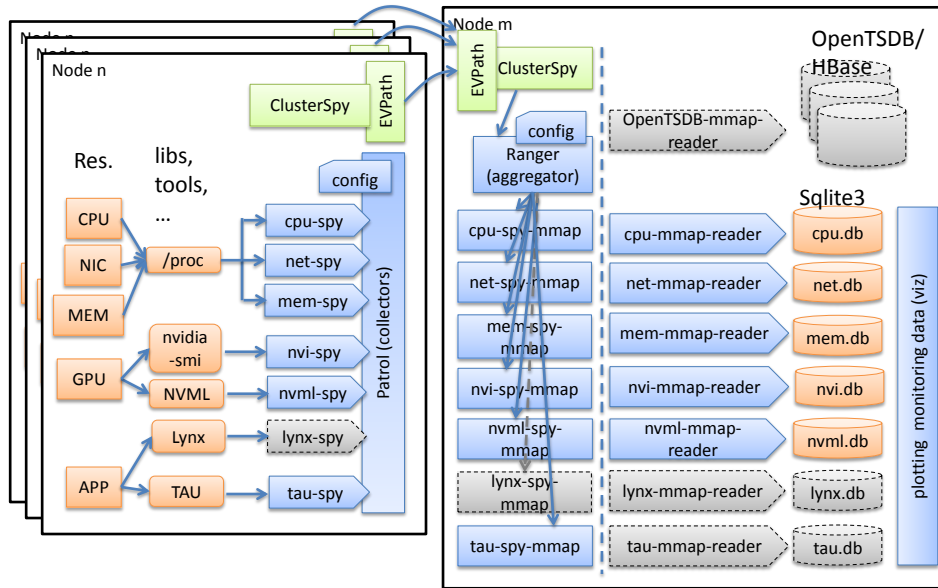 Node n
Node n
Node n
ClusterSpy
EVPath
Res.
libs,
tools,
...
config
CPU
NIC
MEM
/proc
cpu-spy
net-spy
mem-spy
GPU
nvidia
-smi
NVML
nvi-spy
nvml-spy
APP
Lynx
TAU
lynx-spy
tau-spy
Patrol (collectors)
Node m
EVPath
ClusterSpy
config
Ranger
(aggregator)
cpu-spy-mmap
net-spy-mmap
mem-spy-
mmap
nvi-spy-mmap
nvml-spy-
mmap
lynx-spy-
mmap
tau-spy-mmap
OpenTSDB-mmap-
reader
OpenTSDB/
HBase
Sqlite3
cpu-mmap-reader
cpu.db
net-mmap-reader
net.db
mem-mmap-reader
mem.db
nvi-mmap-reader
nvi.db
nvml-mmap-
reader
nvml.db
lynx-mmap-reader
lynx.db
tau-mmap-reader
tau.db
plotting monitoring data (viz)